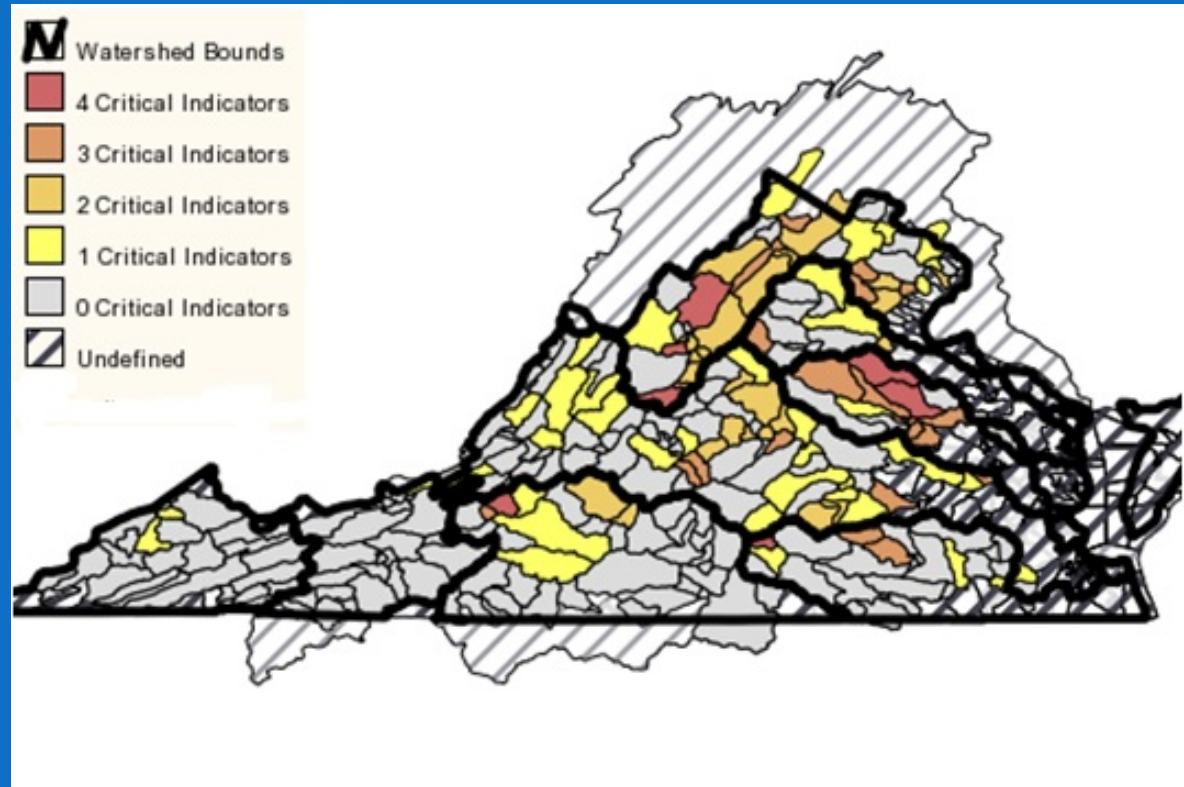 Watershed Bounds
4 Critical Indicators
3 Critical Indicators
2 Critical Indicators
1 Critical Indicators
0 Critical Indicators
Undefined